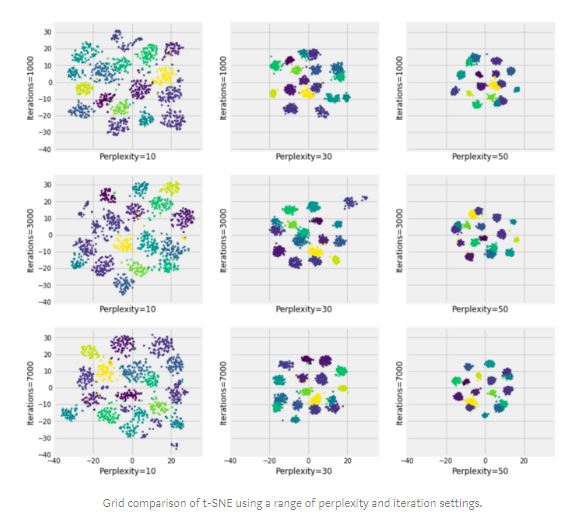 30
20
10
0
−10
−20
−30
−40
Iterations=1000
Perplexity=10
Iterations=1000
Perplexity=30
Iterations=1000
Perplexity=50
30
20
10
0
−10
−20
−30
−40
Iterations=3000
Perplexity=10
Iterations=3000
Perplexity=30
Iterations=3000
Perplexity=50
30
20
10
0
−10
−20
−30
−40
Iterations=7000
−40 −20 0 20
Perplexity=10
Iterations=7000
−40 −20 0 20
Perplexity=30
Iterations=7000
−40 −20 0 20
Perplexity=50
Grid comparison of t-SNE using a range of perplexity and iteration settings.